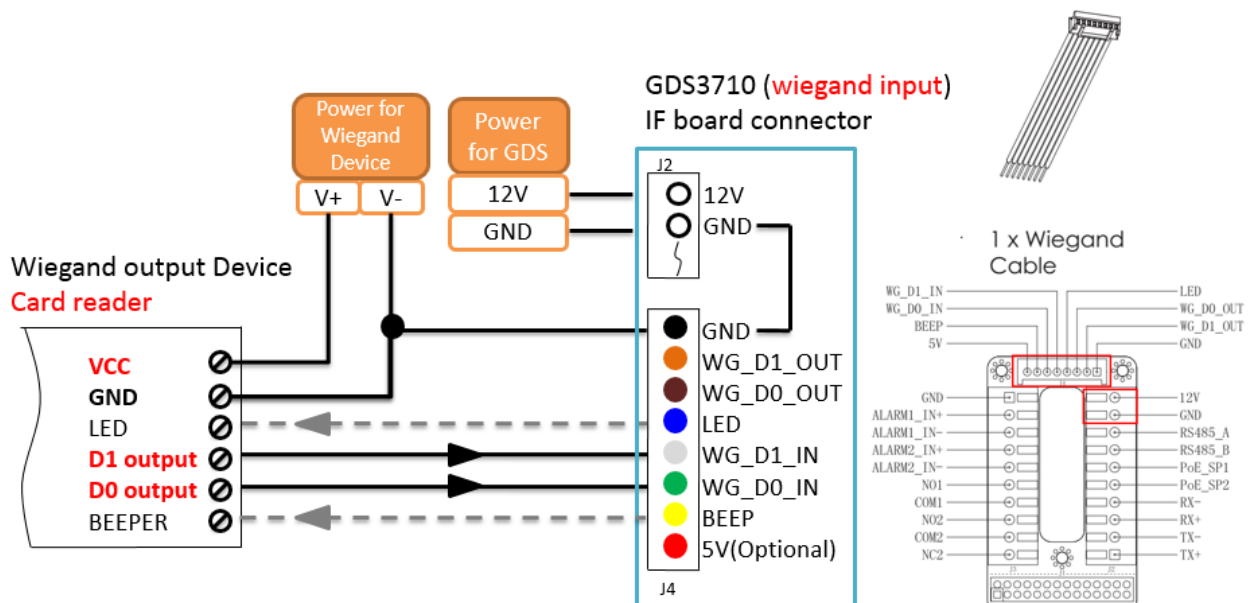 Power for
Wiegand
Device
V+ V-
Power
for GDS
12V
GND
GDS3710 (wiegand input)
IF board connector
J2
12V
GND
Wiegand output Device
Card reader
VCC
GND
LED
D1 output
D0 output
BEEPER
GND
WG_D1_OUT
WG_D0_OUT
LED
WG_D1_IN
WG_D0_IN
BEEP
5V(Optional)
J4
1 x Wiegand
Cable
WG_D1_IN
WG_D0_IN
BEEP
5V
LED
WG_D0_OUT
WG_D1_OUT
GND
GND
ALARM1_IN+
ALARM1_IN-
ALARM2_IN+
ALARM2_IN-
NO1
COM1
NO2
COM2
NC2
12V
GND
RS485_A
RS485_B
PoE_SP1
PoE_SP2
RX-
RX+
TX-
TX+
J3
J2